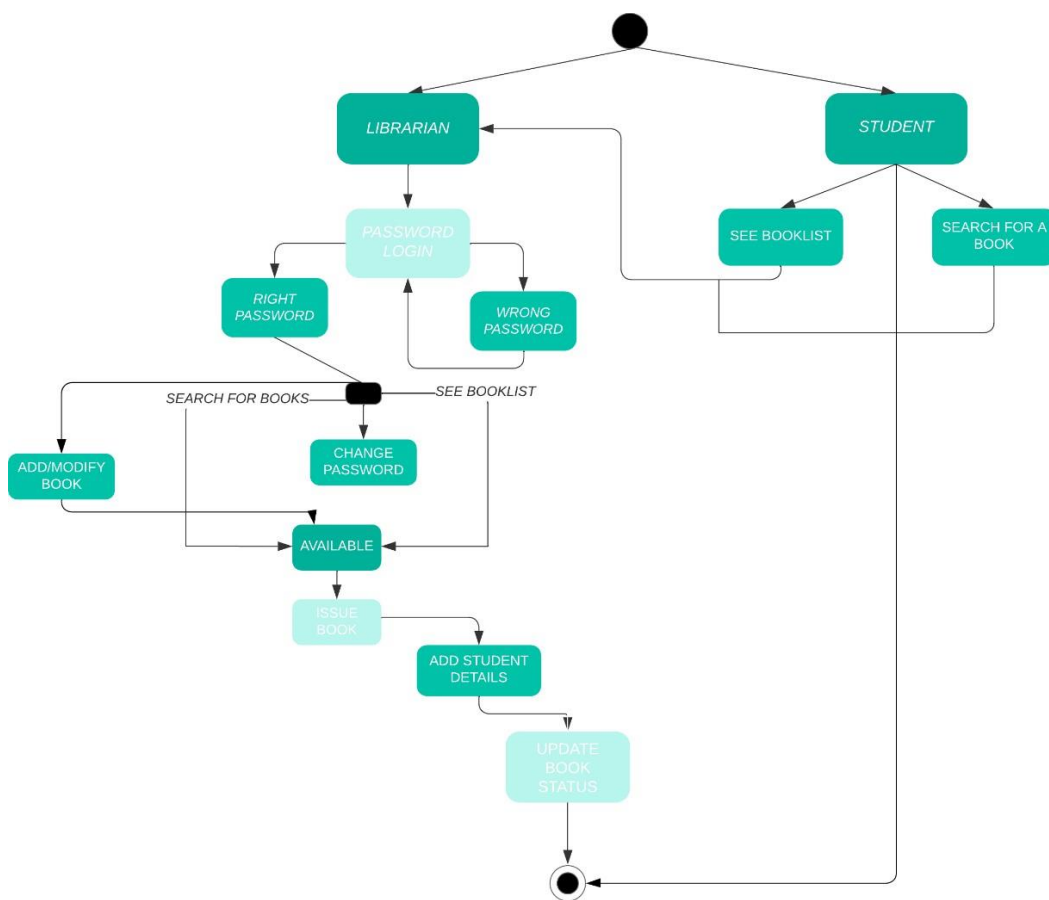 LIBRARIAN
STUDENT
PASSWORD
LOGIN
SEE BOOKLIST
SEARCH FOR A
BOOK
RIGHT
PASSWORD
WRONG
PASSWORD
SEARCH FOR BOOKS
SEE BOOKLIST
CHANGE
PASSWORD
ADD/MODIFY
BOOK
AVAILABLE
ISSUE
BOOK
ADD STUDENT
DETAILS
UPDATE
BOOK
STATUS